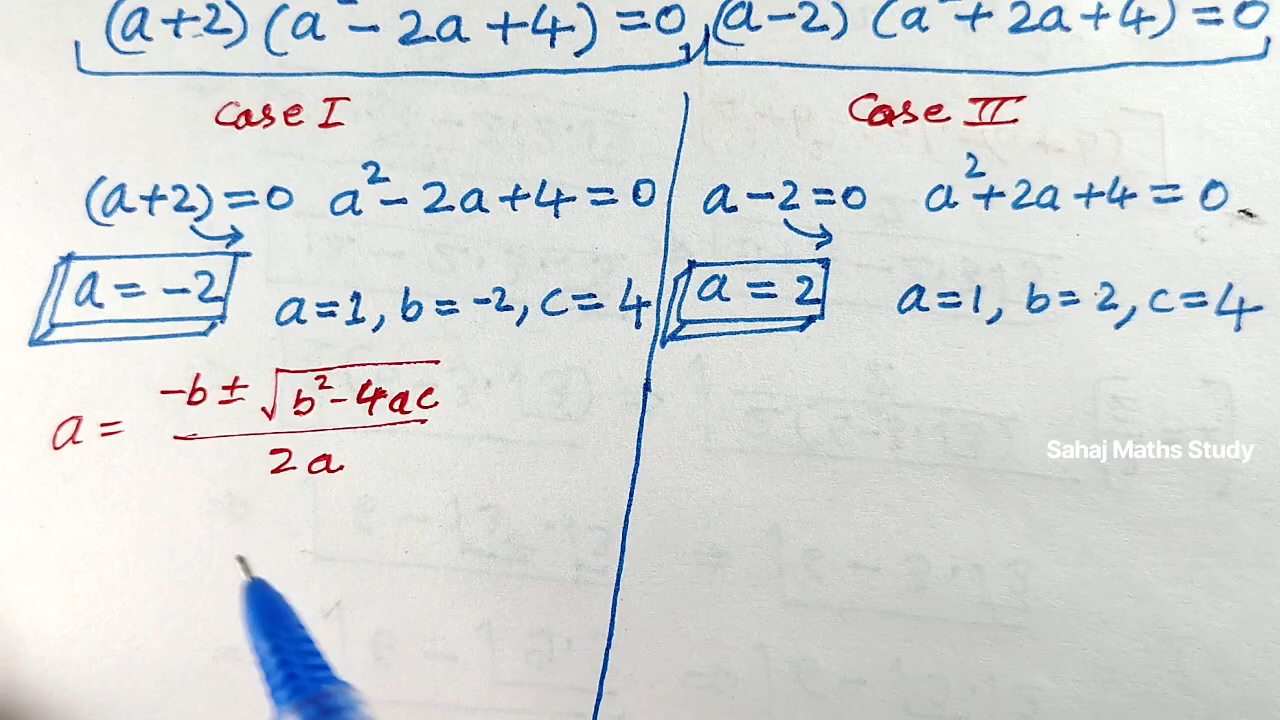 (a+2) (a² - 2a + 4) = 0, (a-2) (a² + 2a + 4) = 0
Case I
(a+2) = 0 a² - 2a + 4 = 0
a = -2
a = 1, b = -2, c = 4
a = -b ± √(b² - 4ac) / 2a
Case II
a - 2 = 0 a² + 2a + 4 = 0
a = 2
a = 1, b = 2, c = 4
Sahaj Maths Study